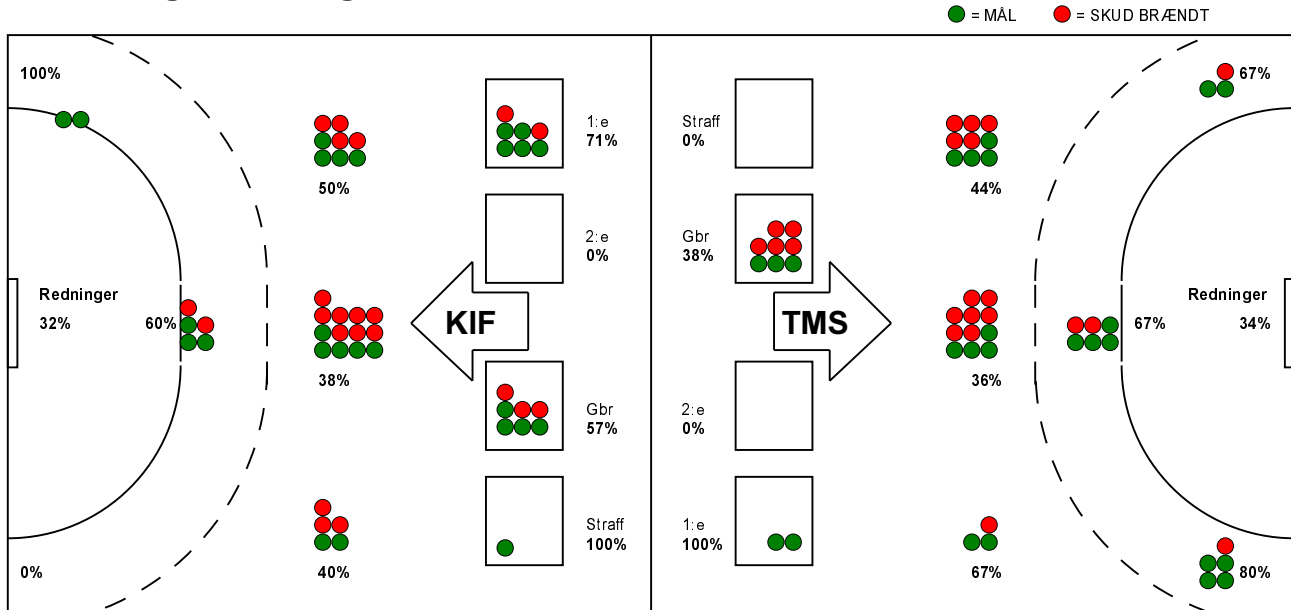 = MÅL = SKUD BRÆNDT
100%
50%
1:e
71%
2:e
0%
Redninger
32%
60%
38%
KIF
Gbr
57%
Straff
100%
40%
0%
Straff
0%
Gbr
38%
TMS
2:e
0%
1:e
100%
67%
44%
36%
67%
Redninger
34%
67%
80%